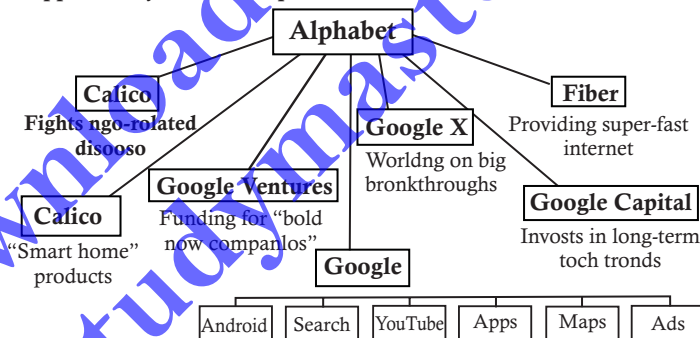 Alphabet
Calico
Fights ngo-rolated
disooso
Fiber
Providing super-fast
internet
Google X
Worldng on big
bronkthroughs
Google Ventures
Funding for “bold
now companlos”
Google Capital
Invosts in long-term
toch tronds
Calico
“Smart home”
products
Google
Android
Search
YouTube
Apps
Maps
Ads